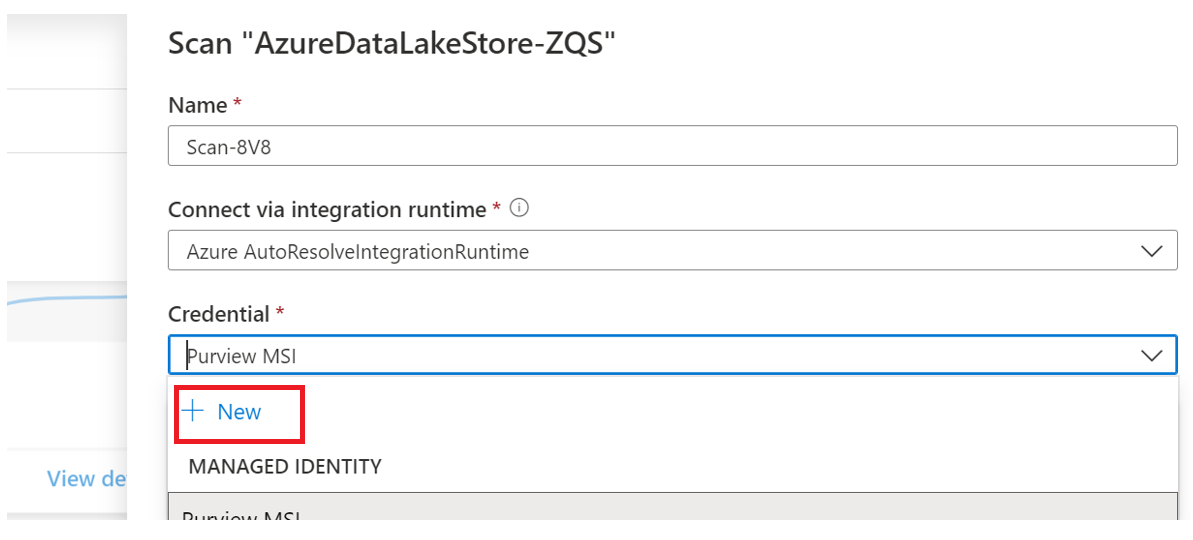 Scan "AzureDataLakeStore-ZQS"
Name *
Scan-8V8
Connect via integration runtime *
Azure AutoResolveIntegrationRuntime
Credential *
Purview MSI
+ New
MANAGED IDENTITY
View de
Purview MSI